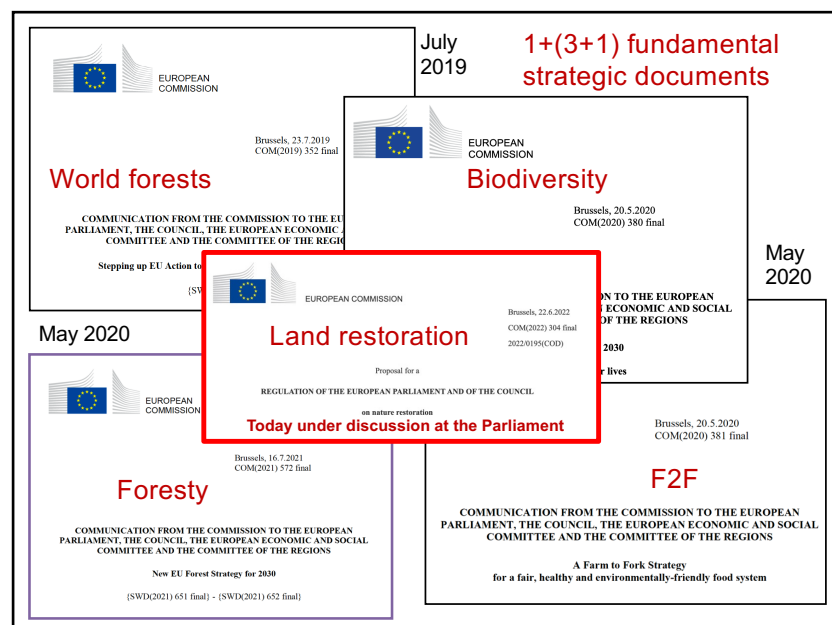 July
2019
1+(3+1) fundamental
strategic documents
EUROPEAN
COMMISSION
Brussels, 23.7.2019
COM(2019) 352 final
World forests
COMMUNICATION FROM THE COMMISSION TO THE
PARLIAMENT, THE COUNCIL, THE EUROPEAN ECONOMIC
COMMITTEE AND THE COMMITTEE OF THE
Stepping up EU Action to
{SWD
EUROPEAN
COMMISSION
Biodiversity
Brussels, 20.5.2020
COM(2020) 380 final
TO THE EUROPEAN
ECONOMIC AND SOCIAL
OF THE REGIONS
2030
lives
May
2020
EUROPEAN COMMISSION
Brussels, 22.6.2022
COM(2022) 304 final
2022/0195(COD)
Land restoration
Proposal for a
REGULATION OF THE EUROPEAN PARLIAMENT AND OF THE COUNCIL
on nature restoration
Today under discussion at the Parliament
May 2020
EUROPEAN
COMMISSION
Brussels, 16.7.2021
COM(2021) 572 final
Foresty
COMMUNICATION FROM THE COMMISSION TO THE EUROPEAN
PARLIAMENT, THE COUNCIL, THE EUROPEAN ECONOMIC AND SOCIAL
COMMITTEE AND THE COMMITTEE OF THE REGIONS
New EU Forest Strategy for 2030
{SWD(2021) 651 final} - {SWD(2021) 652 final}
Brussels, 20.5.2020
COM(2020) 381 final
F2F
COMMUNICATION FROM THE COMMISSION TO THE EUROPEAN
PARLIAMENT, THE COUNCIL, THE EUROPEAN ECONOMIC AND SOCIAL
COMMITTEE AND THE COMMITTEE OF THE REGIONS
A Farm to Fork Strategy
for a fair, healthy and environmentally-friendly food system